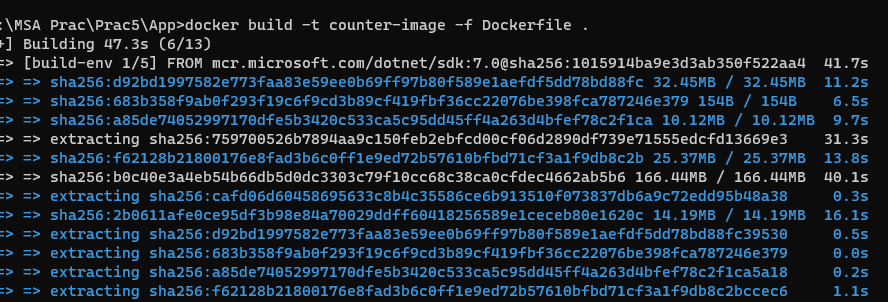 :\MSA Prac\Prac5\App>docker build -t counter-image -f Dockerfile .
+] Building 47.3s (6/13)
=> [build-env 1/5] FROM mcr.microsoft.com/dotnet/sdk:7.0@sha256:1015914ba9e3d3ab350f522aa4 41.7s
=> => sha256:d92bd1997582e773faa83e59ee0b69ff97b80f589e1aefdf5dd78bd88fc 32.45MB / 32.45MB 11.2s
=> => sha256:683b358f9ab0f293f19c6f9cd3b89cf419fbf36cc22076be398fca787246e379 154B / 154B 6.5s
=> => sha256:a85de74052997170dfe5b3420c533ca5c95dd45ff4a263d4bfef78c2f1ca 10.12MB / 10.12MB 9.7s
=> => extracting sha256:759700526b7894aa9c150feb2ebfcd00cf06d2890df739e71555edcfd13669e3 31.3s
=> => sha256:f62128b21800176e8fad3b6c0ff1e9ed72b57610bfbd71cf3a1f9db8c2b 25.37MB / 25.37MB 13.8s
=> => sha256:b0c40e3a4eb54b66db5d0dc3303c79f10cc68c38ca0cfdec4662ab5b6 166.44MB / 166.44MB 40.1s
=> => extracting sha256:cafd06d60458695633c8b4c35586ce6b913510f073837db6a9c72edd95b48a38 0.3s
=> => sha256:2b0611afe0ce95df3b98e84a70029ddff60418256589e1ceceb80e1620c 14.19MB / 14.19MB 16.1s
=> => extracting sha256:d92bd1997582e773faa83e59ee0b69ff97b80f589e1aefdf5dd78bd88fc39530 0.5s
=> => extracting sha256:683b358f9ab0f293f19c6f9cd3b89cf419fbf36cc22076be398fca787246e379 0.0s
=> => extracting sha256:a85de74052997170dfe5b3420c533ca5c95dd45ff4a263d4bfef78c2f1ca5a18 0.2s
=> => extracting sha256:f62128b21800176e8fad3b6c0ff1e9ed72b57610bfbd71cf3a1f9db8c2bccec6 1.1s